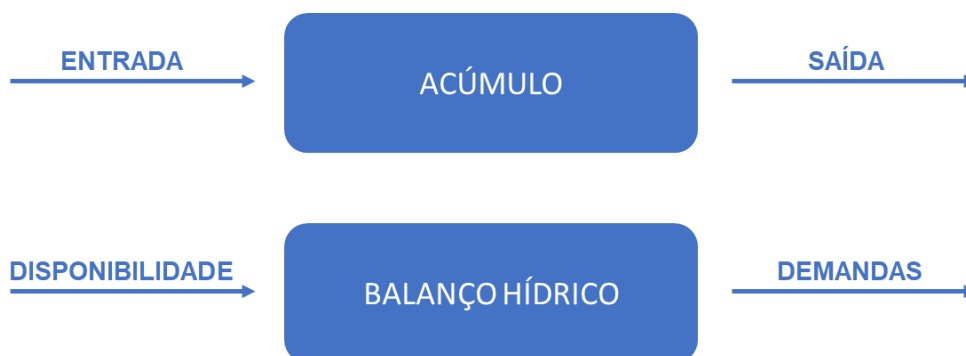 ENTRADA
ACÚMULO
SAÍDA
DISPONIBILIDADE
BALANÇO HÍDRICO
DEMANDAS